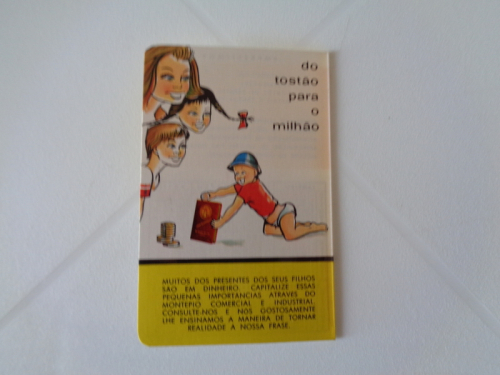 do
tostão
para
o
milhão
MUITOS DOS PRESENTES DOS SEUS FILHOS
SÃO EM DINHEIRO. CAPITALIZE ESSAS
PEQUENAS IMPORTÂNCIAS ATRAVÉS DO
MONTEPIO COMERCIAL E INDUSTRIAL.
CONSULTE-NOS E NÓS GOSTOSAMENTE
LHE ENSINAMOS A MANEIRA DE TORNAR
REALIDADE A NOSSA FRASE.